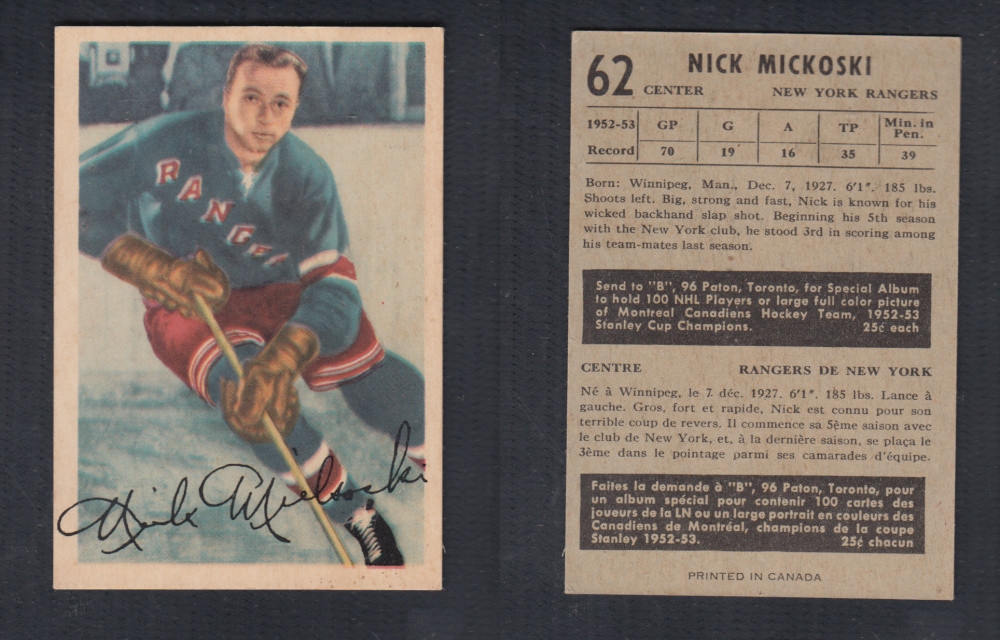 RANGE
Nick Mickoski
62 NICK MICKOSKI
CENTER NEW YORK RANGERS
1952-53 GP G A TP Min. in Pen.
Record 70 19 16 35 39
Born: Winnipeg, Man., Dec. 7, 1927. 6'1". 185 lbs.
Shoots left. Big, strong and fast, Nick is known for his
wicked backhand slap shot. Beginning his 5th season
with the New York club, he stood 3rd in scoring among
his team-mates last season.
Send to "B", 96 Paton, Toronto, for Special Album
to hold 100 NHL Players or large full color picture
of Montreal Canadiens Hockey Team, 1952-53
Stanley Cup Champions. 25¢ each
CENTRE RANGERS DE NEW YORK
Né à Winnipeg, le 7 déc. 1927. 6'1". 185 lbs. Lance à
gauche. Gros, fort et rapide, Nick est connu pour son
terrible coup de revers. Il commence sa 5ème saison avec
le club de New York, et, à la dernière saison, se plaça le
3ème dans le pointage parmi ses camarades d'équipe.
Faites la demande à "B", 96 Paton, Toronto, pour
un album spécial pour contenir 100 cartes des
joueurs de la LN ou un large portrait en couleurs des
Canadiens de Montréal, champions de la coupe
Stanley 1952-53. 25¢ chacun
PRINTED IN CANADA